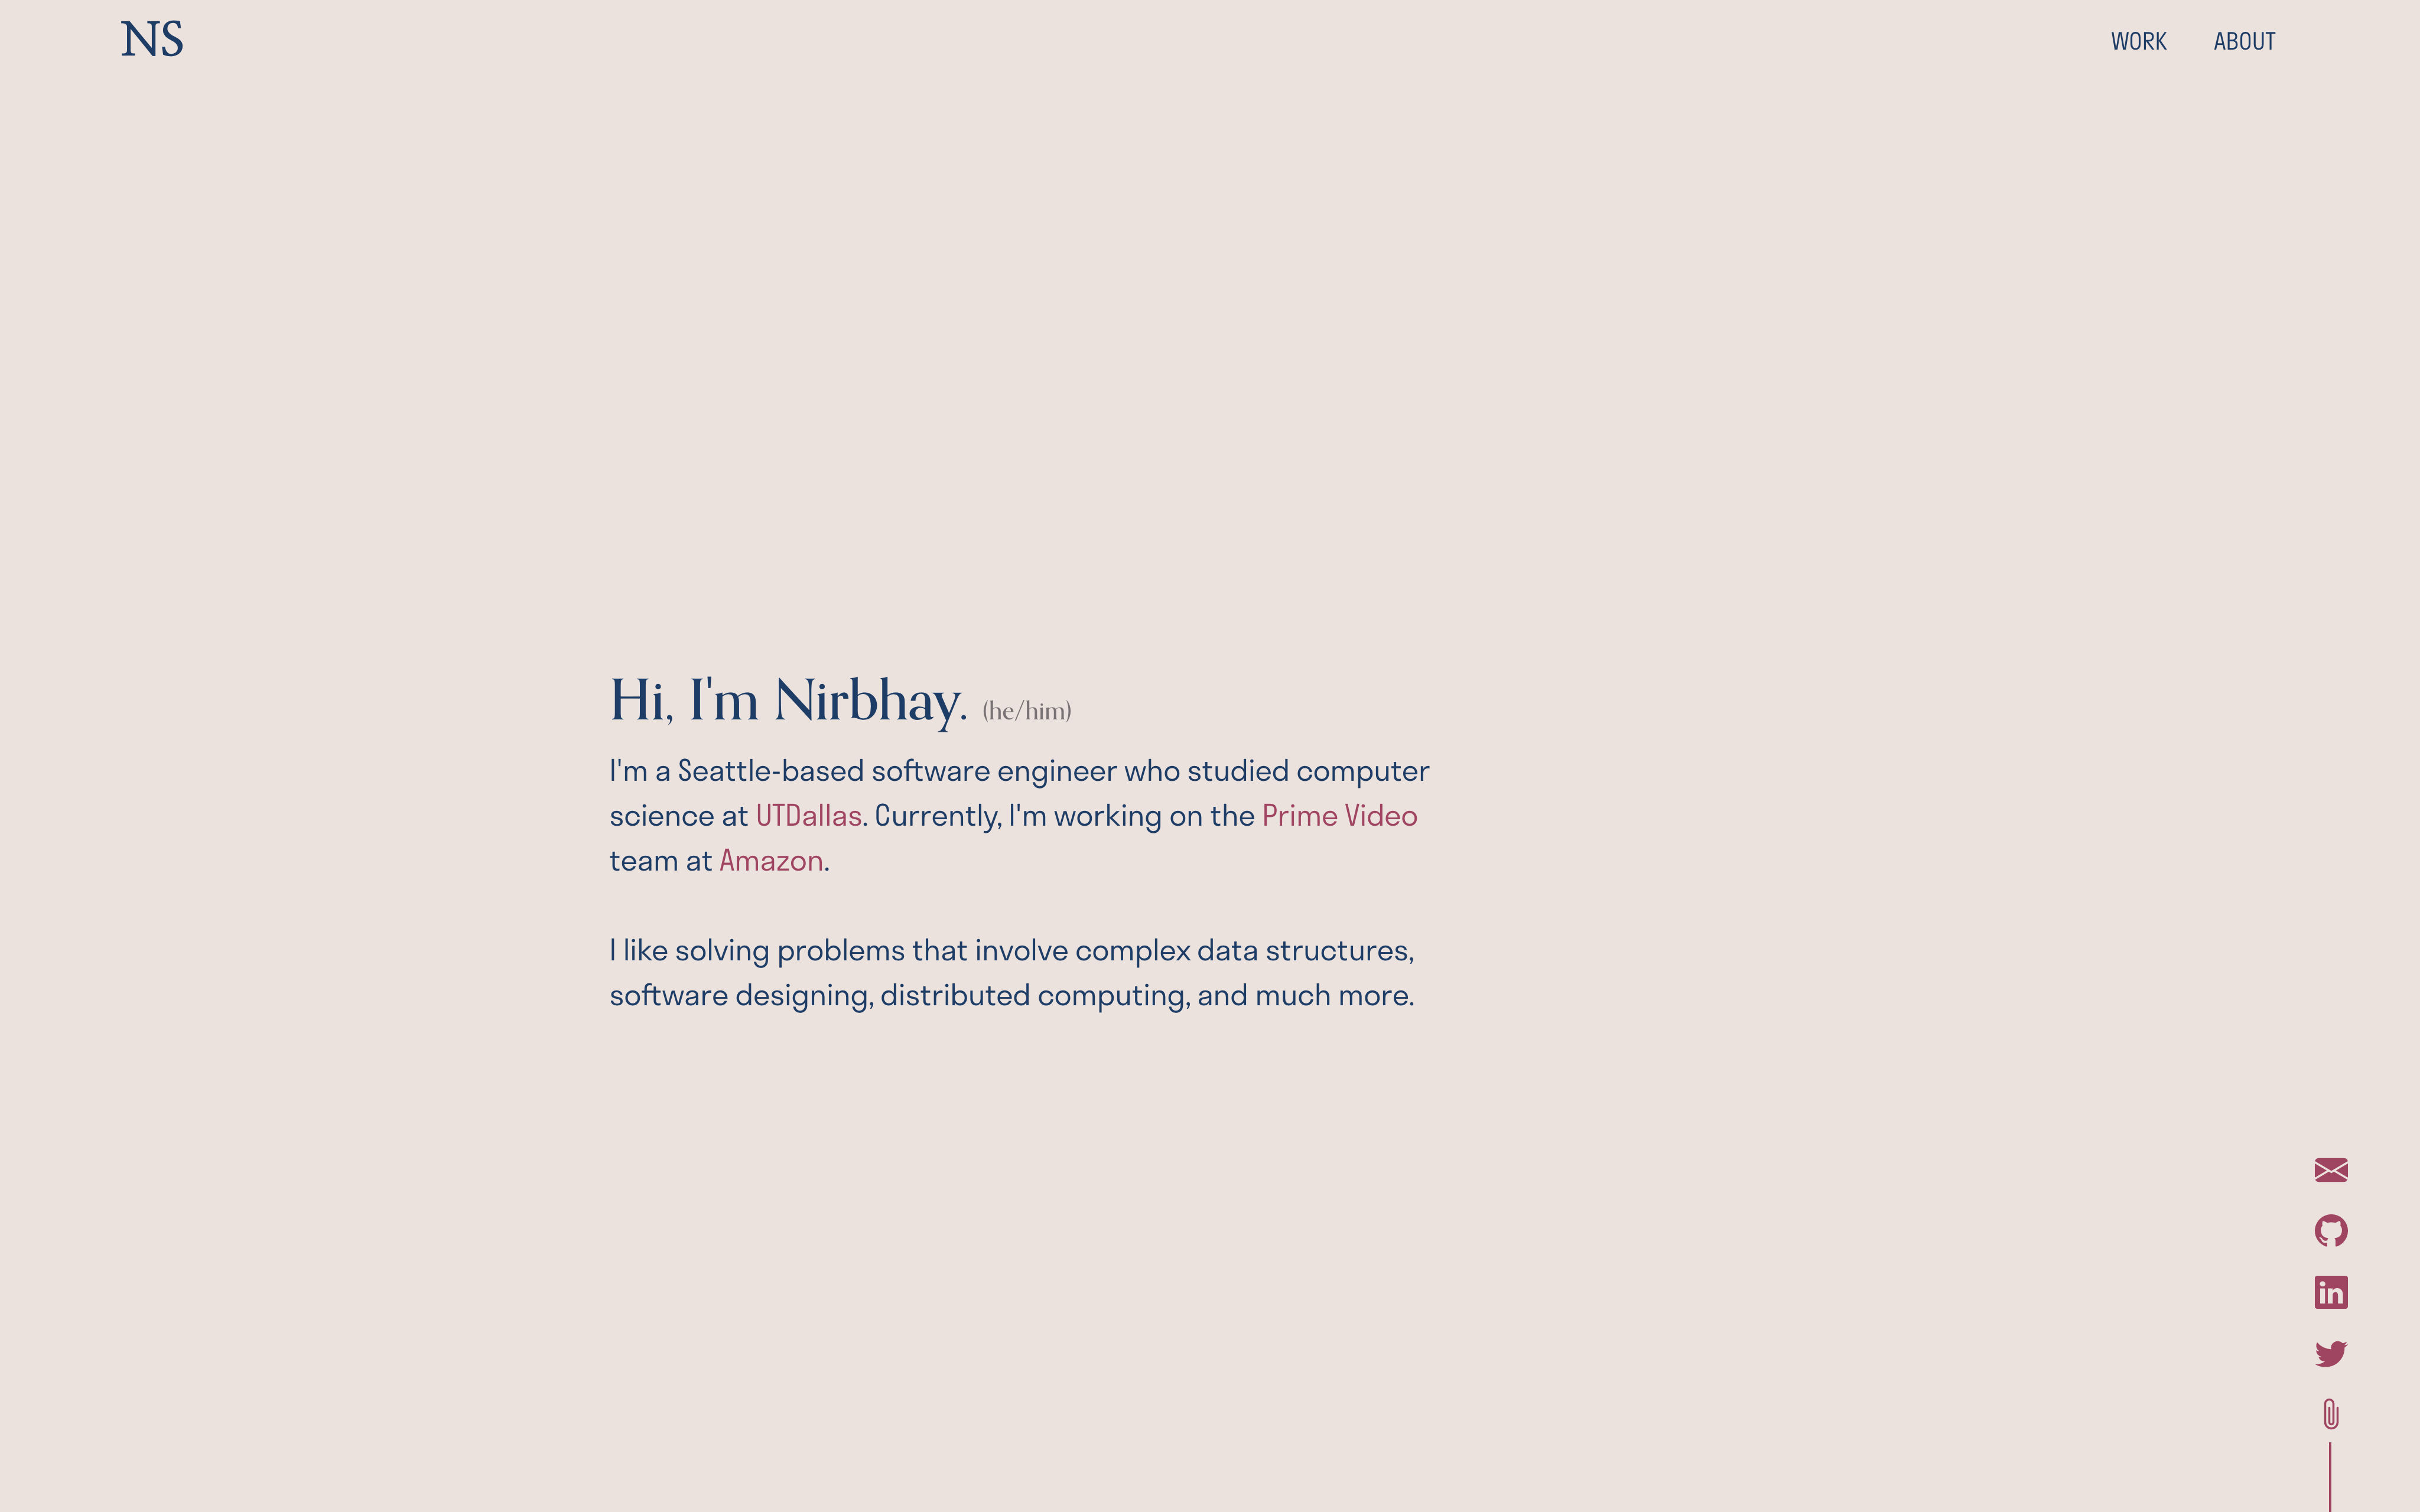 NS
WORK
ABOUT
Hi, I'm Nirbhay. (he/him)
I'm a Seattle-based software engineer who studied computer
science at UTDallas. Currently, I'm working on the Prime Video
team at Amazon.
I like solving problems that involve complex data structures,
software designing, distributed computing, and much more.
in